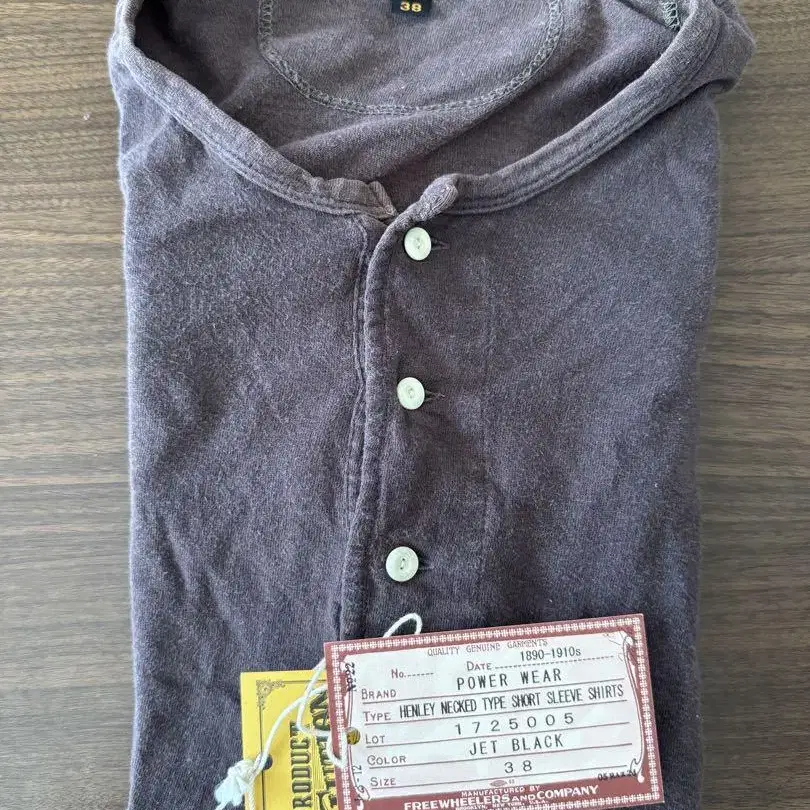 38
QUALITY GENUINE GARMENTS
No. DATE 1890-1910s
BRAND POWER WEAR
TYPE HENLEY NECKED TYPE SHORT SLEEVE SHIRTS
LOT 1725005
COLOR JET BLACK
SIZE 38
MANUFACTURED BY
FREEWHEELERS AND COMPANY